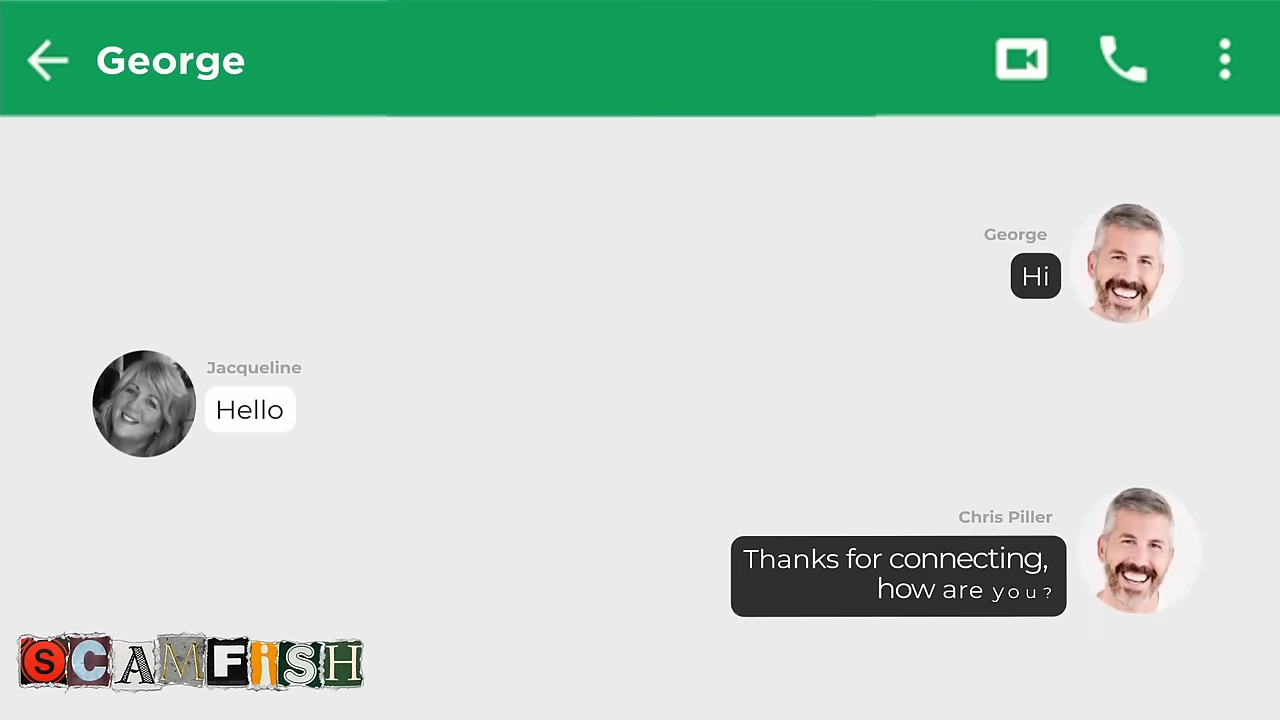 George
George
Hi
Jacqueline
Hello
Chris Piller
Thanks for connecting,
how are you?
SCAMFiSH